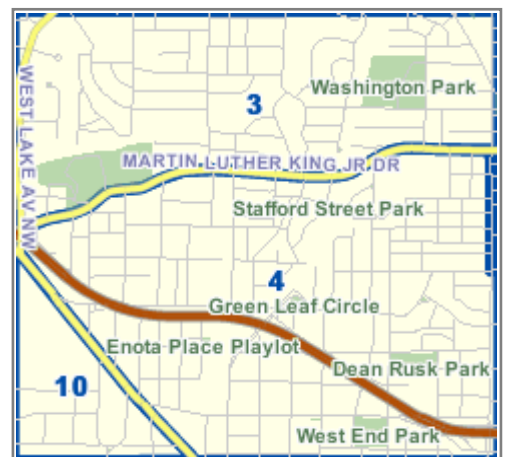 WEST LAKE AV NW
3
Washington Park
MARTIN LUTHER KING JR DR
Stafford Street Park
4
Green Leaf Circle
Enota Place Playlot
Dean Rusk Park
10
West End Park